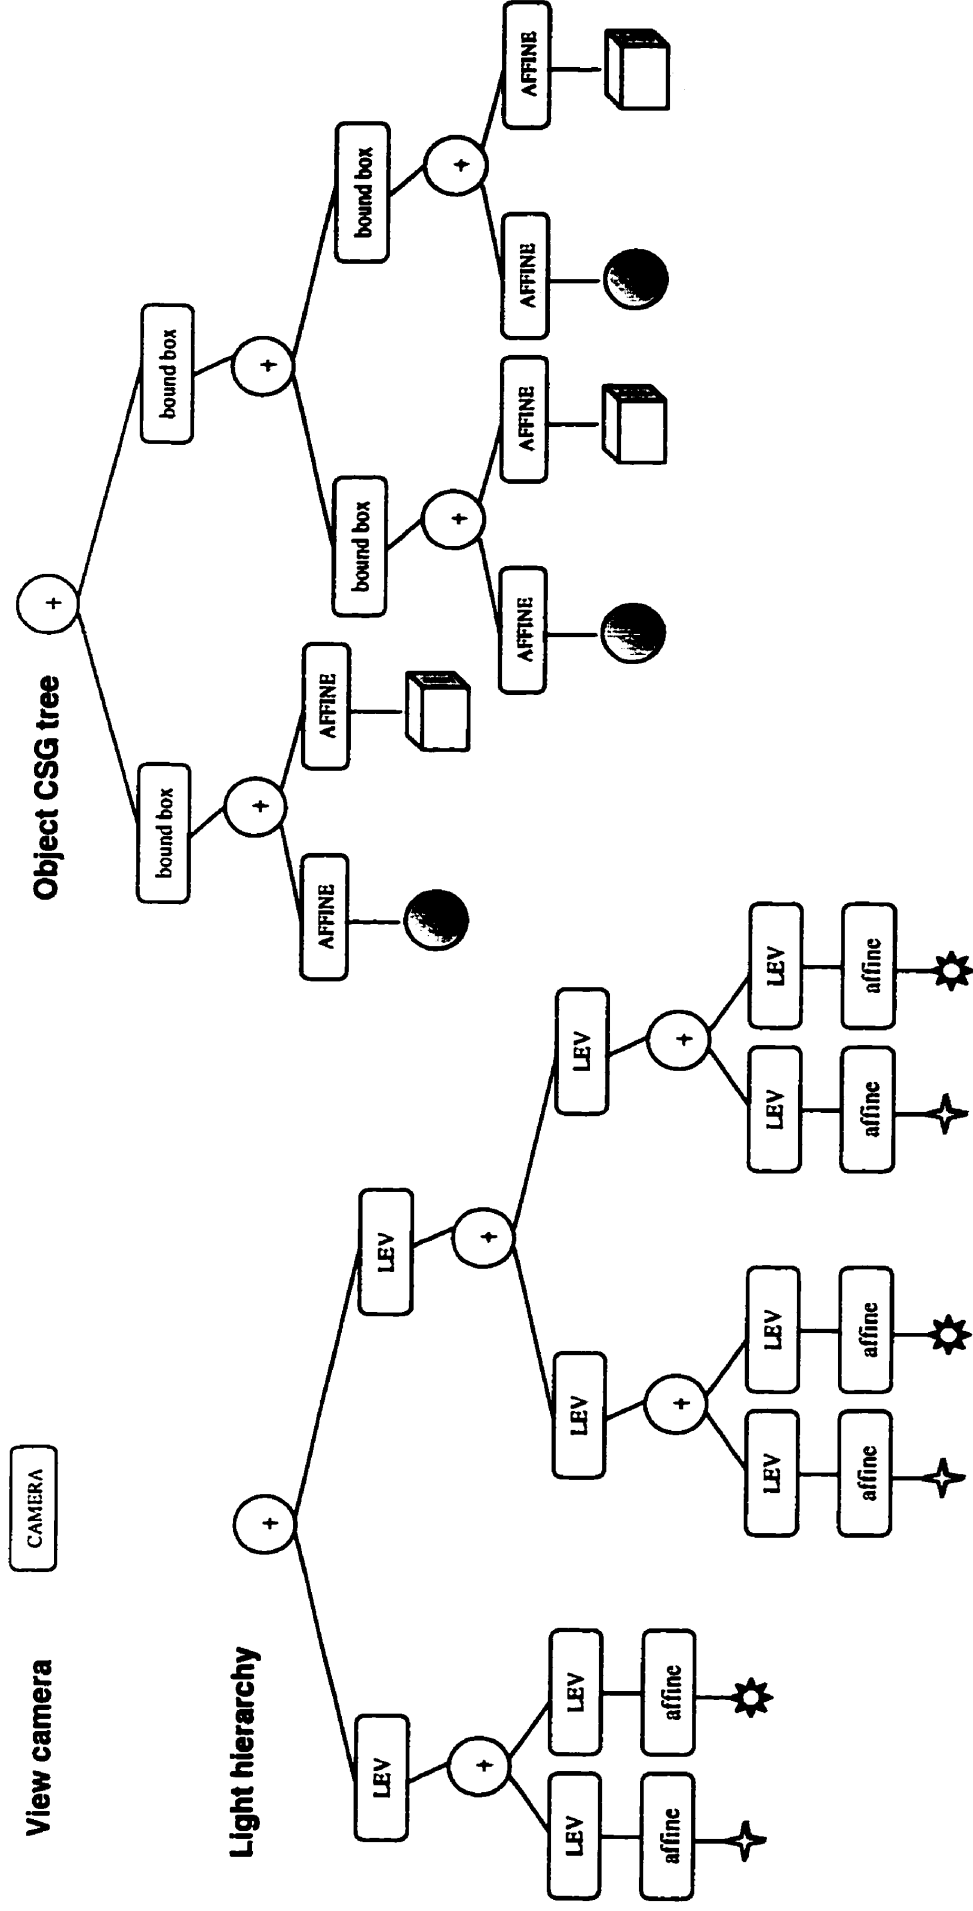 View camera
CAMERA
Light hierarchy
+
LEV LEV
+ +
LEV LEV LEV LEV
affine affine + +
LEV LEV LEV LEV
affine affine affine affine
Object CSG tree
+
bound box bound box
+ +
AFFINE AFFINE bound box bound box
+ +
AFFINE AFFINE AFFINE AFFINE